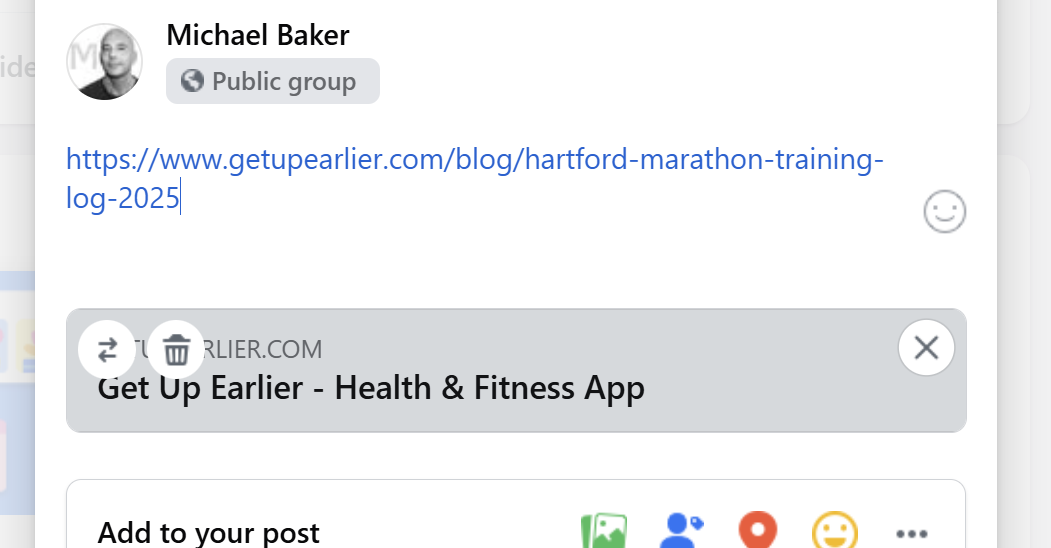 Michael Baker
Public group
https://www.getupearlier.com/blog/hartford-marathon-training-
log-2025
RLIER.COM
Get Up Earlier - Health & Fitness App
Add to your post